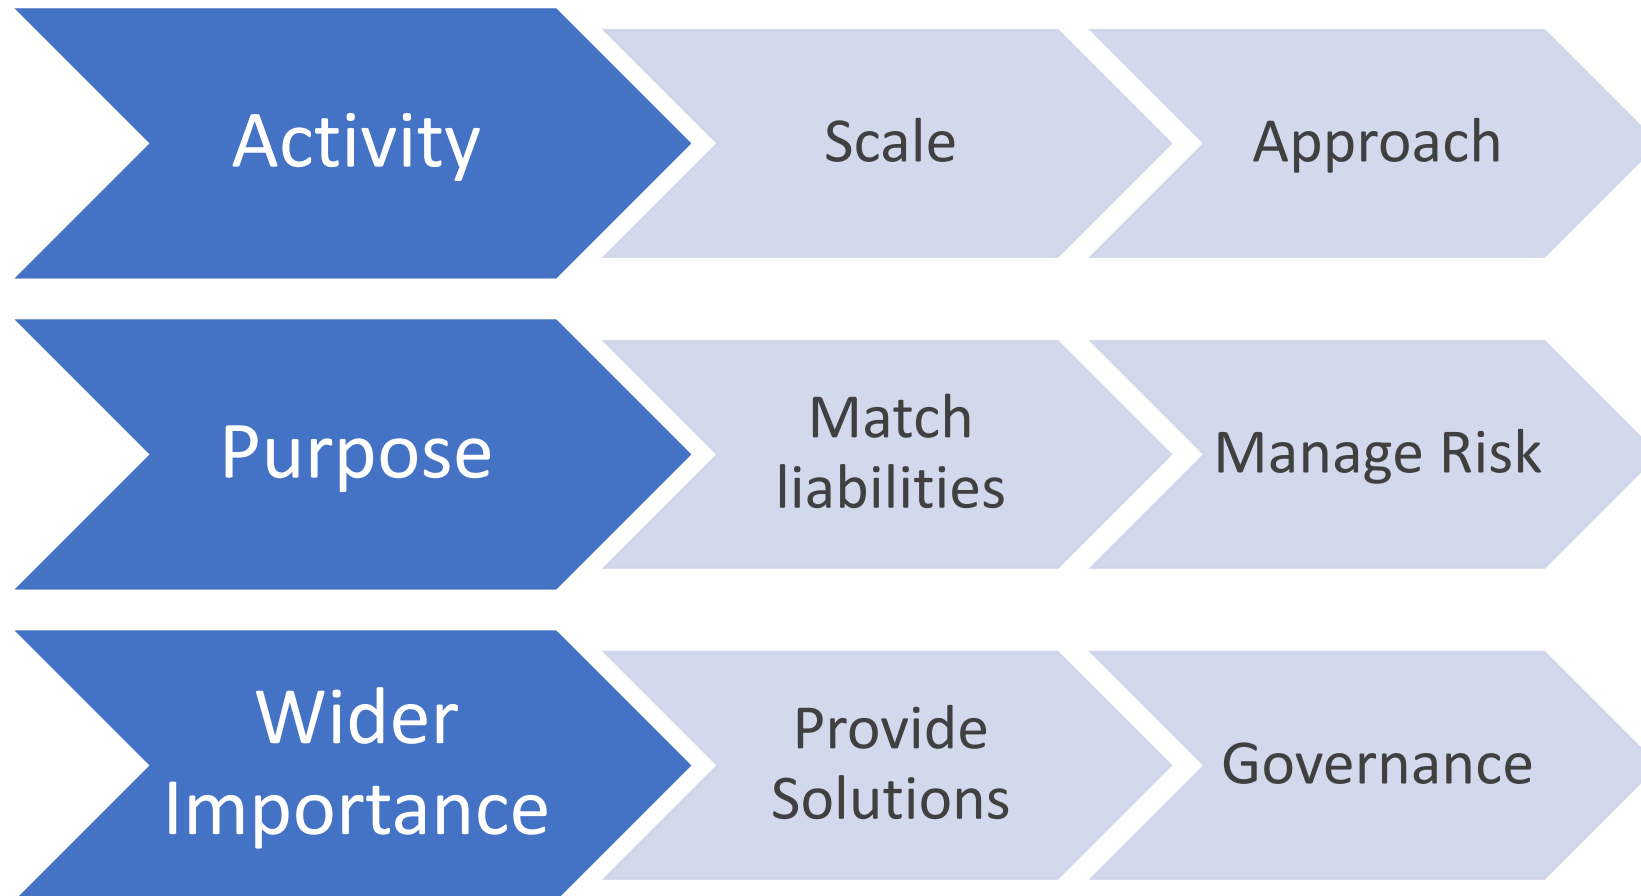 Activity
Scale
Approach
Purpose
Match
liabilities
Manage Risk
Wider
Importance
Provide
Solutions
Governance